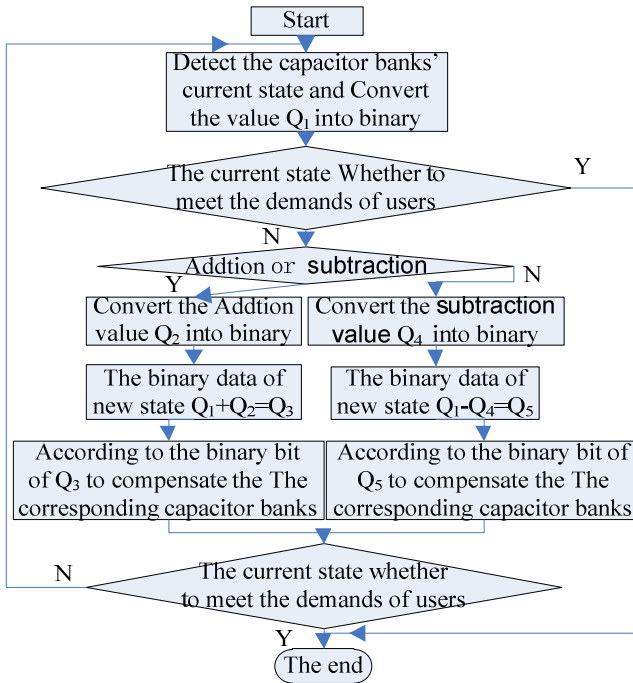 Start
Detect the capacitor banks’
current state and Convert
the value Q₁ into binary
The current state Whether to
meet the demands of users
Y
N
Addtion or subtraction
Y
N
Convert the Addtion
value Q₂ into binary
Convert the subtraction
value Q₄ into binary
The binary data of
new state Q₁+Q₂=Q₃
The binary data of
new state Q₁-Q₄=Q₅
According to the binary bit
of Q₃ to compensate the The
corresponding capacitor banks
According to the binary bit of
Q₅ to compensate the The
corresponding capacitor banks
The current state whether
to meet the demands of users
N
Y
The end